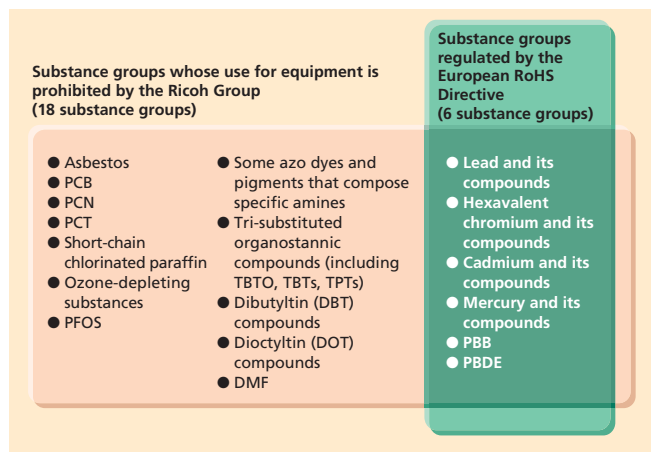 Substance groups whose use for equipment is
prohibited by the Ricoh Group
(18 substance groups)
● Asbestos
● PCB
● PCN
● PCT
● Short-chain
chlorinated paraffin
● Ozone-depleting
substances
● PFOS
● Some azo dyes and
pigments that compose
specific amines
● Tri-substituted
organostannic
compounds (including
TBTO, TBTs, TPTs)
● Dibutyltin (DBT)
compounds
● Dioctyltin (DOT)
compounds
● DMF
Substance groups
regulated by the
European RoHS
Directive
(6 substance groups)
● Lead and its
compounds
● Hexavalent
chromium and its
compounds
● Cadmium and its
compounds
● Mercury and its
compounds
● PBB
● PBDE